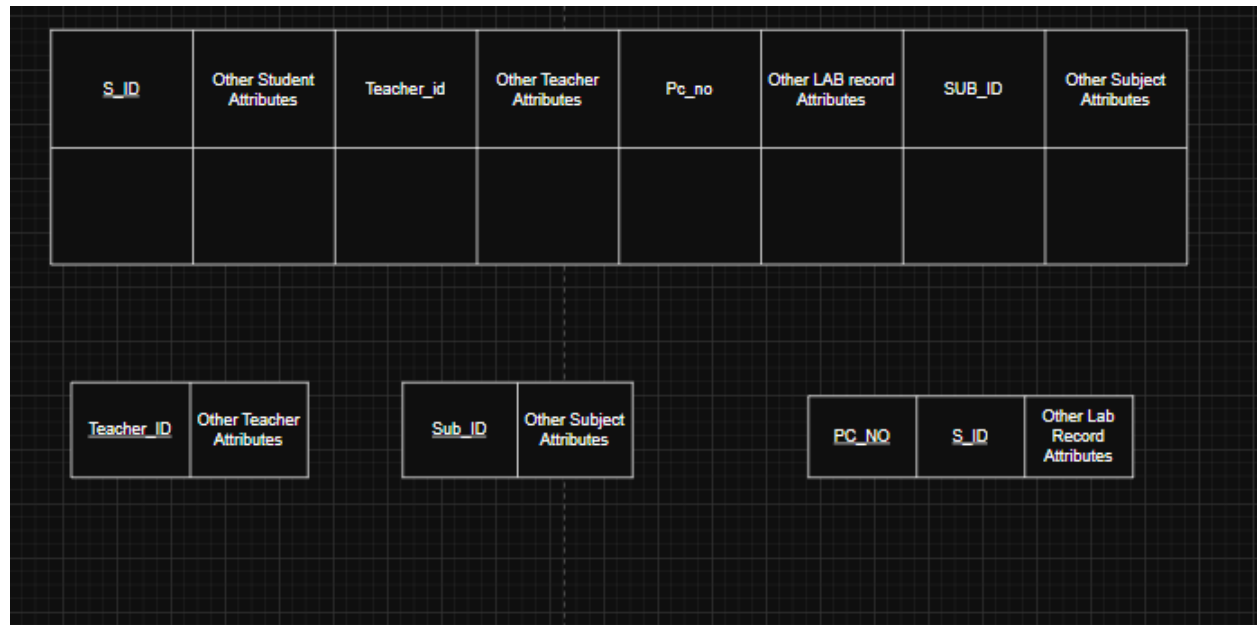 S_ID
Other Student
Attributes
Teacher_id
Other Teacher
Attributes
Pc_no
Other LAB record
Attributes
SUB_ID
Other Subject
Attributes
Teacher_ID
Other Teacher
Attributes
Sub_ID
Other Subject
Attributes
PC_NO
S_ID
Other Lab
Record
Attributes